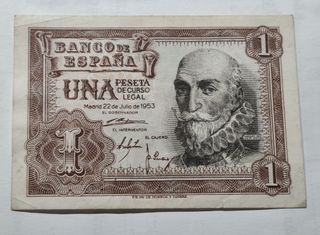 BANCO DE
ESPAÑA
1
UNA PESETA
DE CURSO
LEGAL
Madrid 22 de Julio de 1953
EL GOBERNADOR
EL INTERVENTOR
EL CAJERO
1
1